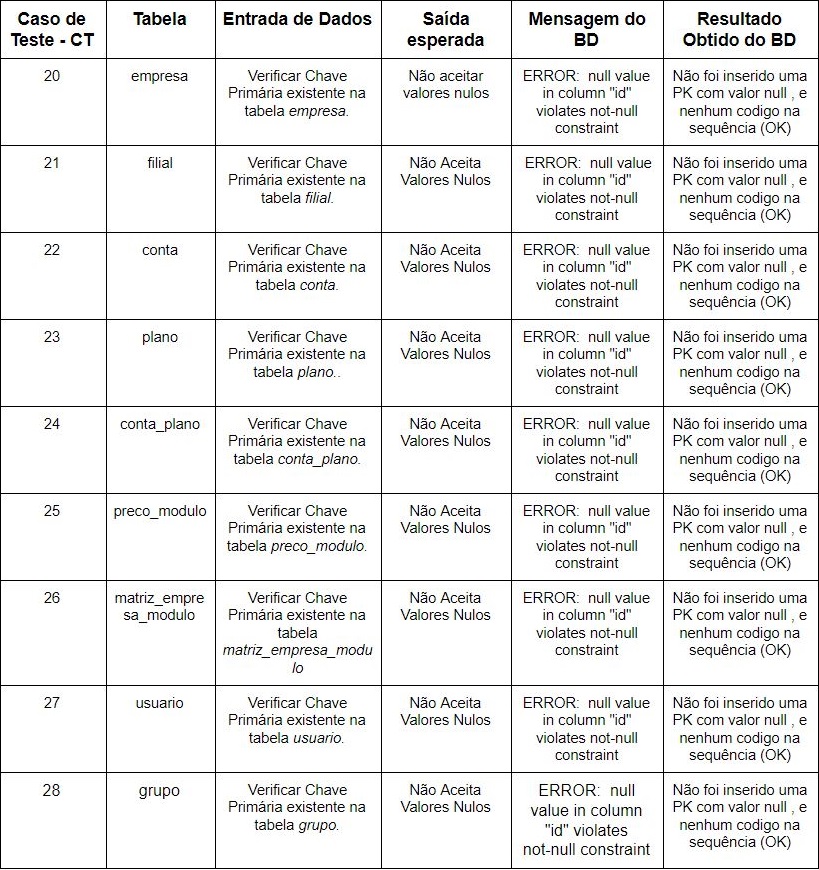 Caso de Teste - CT
Tabela
Entrada de Dados
Saída esperada
Mensagem do BD
Resultado Obtido do BD
20
empresa
Verificar Chave
Primária existente na
tabela empresa.
Não aceitar
valores nulos
ERROR:  null value
in column "id"
violates not-null
constraint
Não foi inserido uma
PK com valor null , e
nenhum codigo na
sequência (OK)
21
filial
Verificar Chave
Primária existente na
tabela filial.
Não Aceita
Valores Nulos
ERROR:  null value
in column "id"
violates not-null
constraint
Não foi inserido uma
PK com valor null , e
nenhum codigo na
sequência (OK)
22
conta
Verificar Chave
Primária existente na
tabela conta.
Não Aceita
Valores Nulos
ERROR:  null value
in column "id"
violates not-null
constraint
Não foi inserido uma
PK com valor null , e
nenhum codigo na
sequência (OK)
23
plano
Verificar Chave
Primária existente na
tabela plano..
Não Aceita
Valores Nulos
ERROR:  null value
in column "id"
violates not-null
constraint
Não foi inserido uma
PK com valor null , e
nenhum codigo na
sequência (OK)
24
conta_plano
Verificar Chave
Primária existente na
tabela conta_plano.
Não Aceita
Valores Nulos
ERROR:  null value
in column "id"
violates not-null
constraint
Não foi inserido uma
PK com valor null , e
nenhum codigo na
sequência (OK)
25
preco_modulo
Verificar Chave
Primária existente na
tabela preco_modulo.
Não Aceita
Valores Nulos
ERROR:  null value
in column "id"
violates not-null
constraint
Não foi inserido uma
PK com valor null , e
nenhum codigo na
sequência (OK)
26
matriz_empre
sa_modulo
Verificar Chave
Primária existente na
tabela
matriz_empresa_modu
lo
Não Aceita
Valores Nulos
ERROR:  null value
in column "id"
violates not-null
constraint
Não foi inserido uma
PK com valor null , e
nenhum codigo na
sequência (OK)
27
usuario
Verificar Chave
Primária existente na
tabela usuario.
Não Aceita
Valores Nulos
ERROR:  null value
in column "id"
violates not-null
constraint
Não foi inserido uma
PK com valor null , e
nenhum codigo na
sequência (OK)
28
grupo
Verificar Chave
Primária existente na
tabela grupo.
Não Aceita
Valores Nulos
ERROR:  null
value in column
"id" violates
not-null constraint
Não foi inserido uma
PK com valor null , e
nenhum codigo na
sequência (OK)